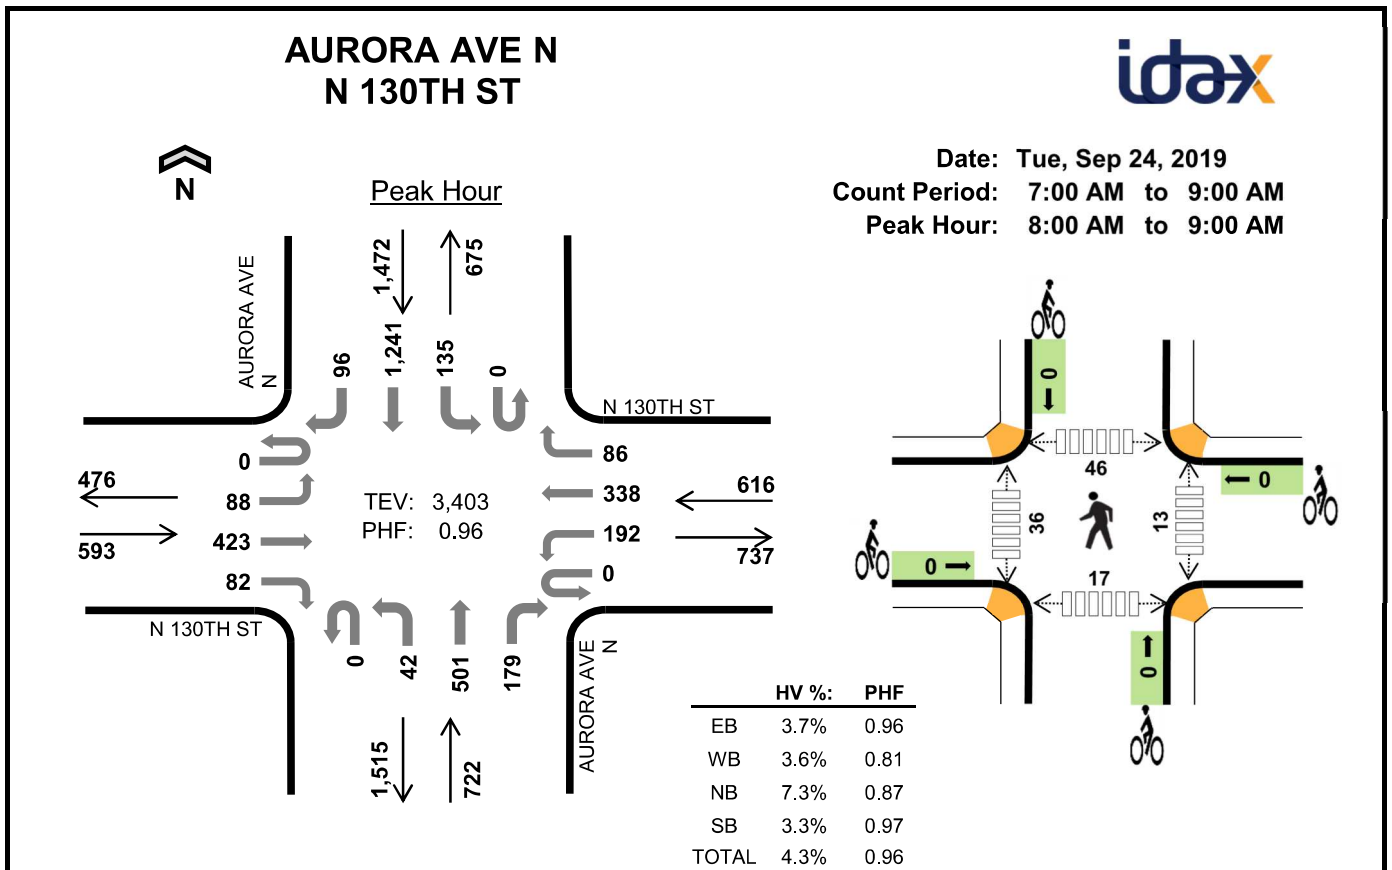 AURORA AVE N
N 130TH ST
idax
Date: Tue, Sep 24, 2019
Count Period: 7:00 AM to 9:00 AM
Peak Hour: 8:00 AM to 9:00 AM
N
Peak Hour
1,472
675
AURORA AVE
N
96
1,241
135
0
N 130TH ST
0
88
423
82
476
593
TEV: 3,403
PHF: 0.96
86
338
192
0
616
737
N 130TH ST
0
42
501
179
AURORA AVE
N
1,515
722
0
46
0
36
13
0
17
0
HV %: PHF
EB 3.7% 0.96
WB 3.6% 0.81
NB 7.3% 0.87
SB 3.3% 0.97
TOTAL 4.3% 0.96